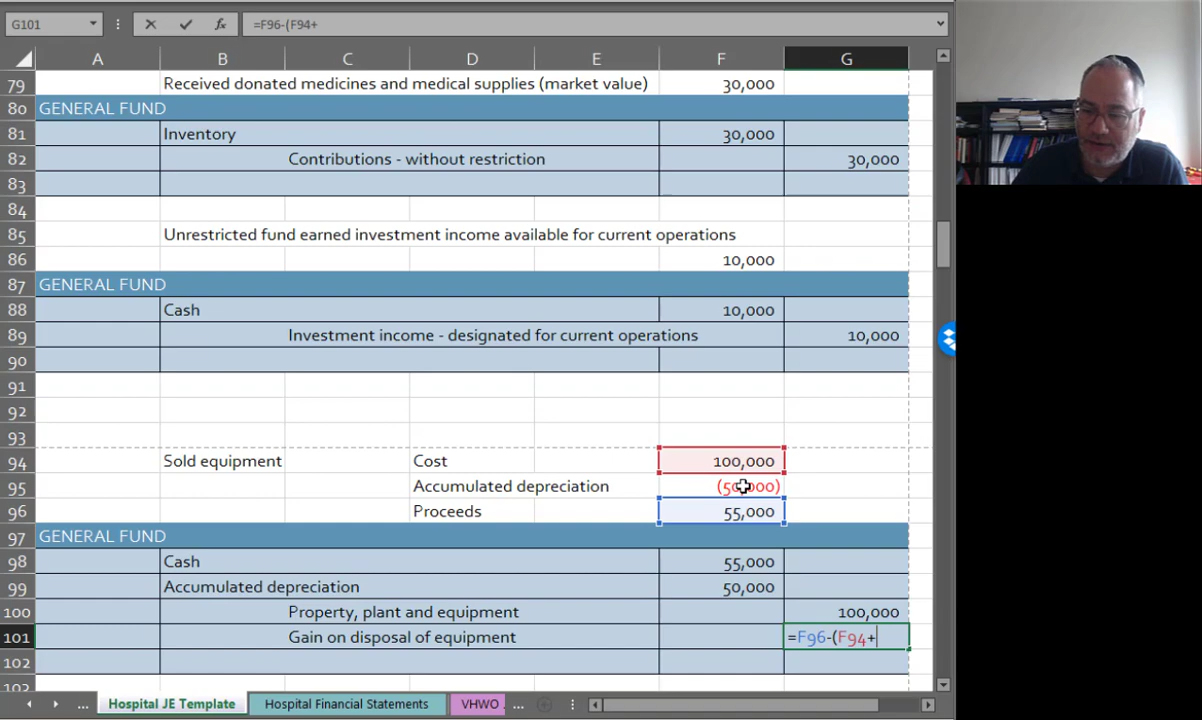 G101 fx =F96-(F94+
A B C D E F G
79 Received donated medicines and medical supplies (market value) 30,000
80 GENERAL FUND
81 Inventory 30,000
82 Contributions - without restriction 30,000
83
84
85 Unrestricted fund earned investment income available for current operations
86 10,000
87 GENERAL FUND
88 Cash 10,000
89 Investment income - designated for current operations 10,000
90
91
92
93
94 Sold equipment Cost 100,000
95 Accumulated depreciation (50,000)
96 Proceeds 55,000
97 GENERAL FUND
98 Cash 55,000
99 Accumulated depreciation 50,000
100 Property, plant and equipment 100,000
101 Gain on disposal of equipment =F96-(F94+
102
... Hospital JE Template Hospital Financial Statements VHWO ...